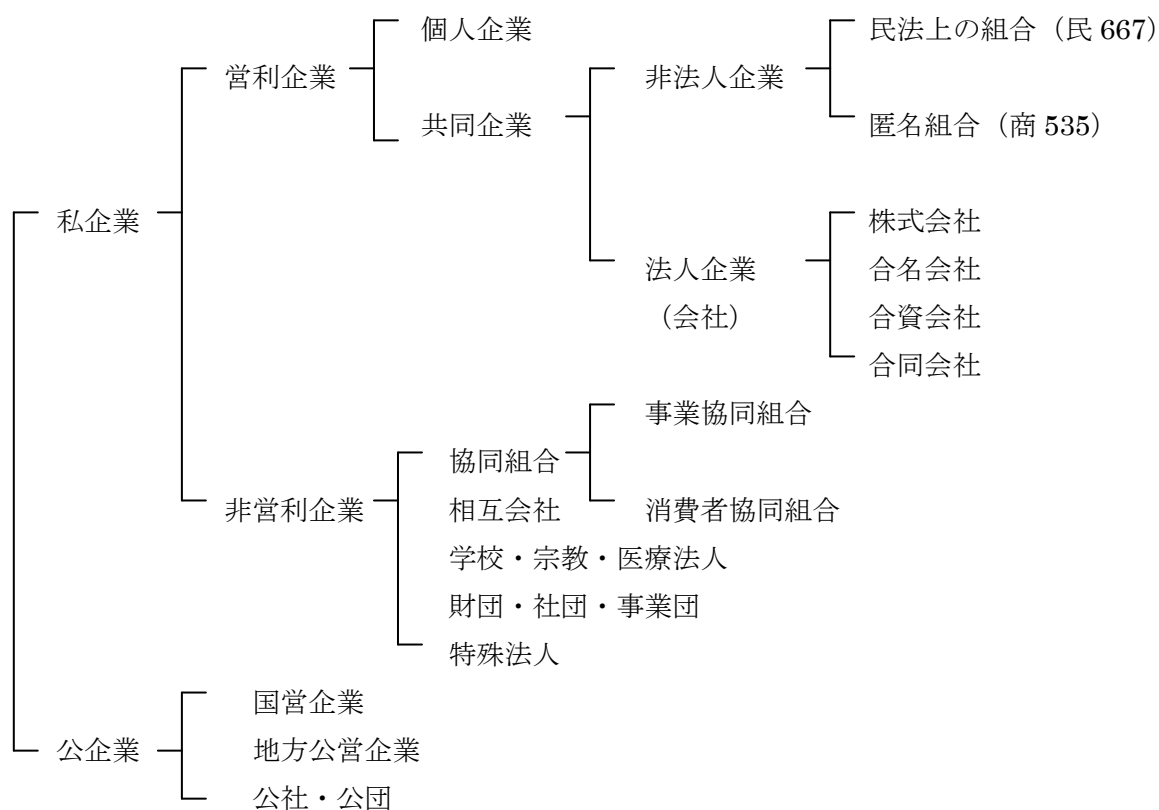 個人企業
民法上の組合（民 667）
営利企業
非法人企業
共同企業
匿名組合（商 535）
私企業
株式会社
法人企業
合名会社
（会社）
合資会社
合同会社
事業協同組合
協同組合
非営利企業
相互会社
消費者協同組合
学校・宗教・医療法人
財団・社団・事業団
特殊法人
国営企業
公企業
地方公営企業
公社・公団